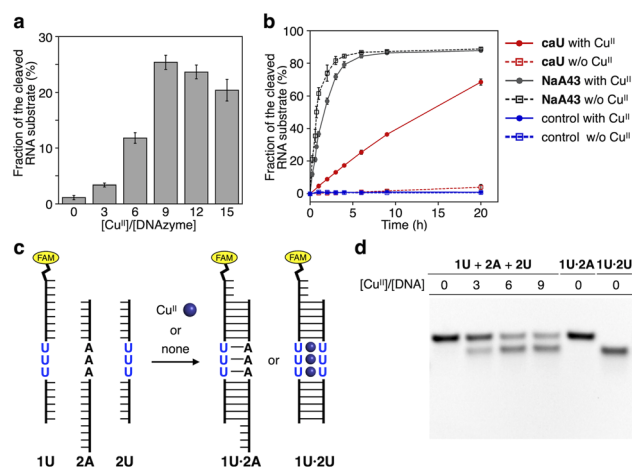 a
Fraction of the cleaved
RNA substrate (%)
30
20
10
0
0 3 6 9 12 15
[Cu^II]/[DNAzyme]
b
Fraction of the cleaved
RNA substrate (%)
100
80
60
40
20
0
0 5 10 15 20
Time (h)
caU with Cu^II
caU w/o Cu^II
NaA43 with Cu^II
NaA43 w/o Cu^II
control with Cu^II
control w/o Cu^II
c
FAM
U A U
U A U
U A U
1U 2A 2U
Cu^II
or
none
FAM
U A
U A
U A
1U·2A
or
FAM
U U
U U
U U
1U·2U
d
1U + 2A + 2U 1U·2A 1U·2U
[Cu^II]/[DNA] 0 3 6 9 0 0